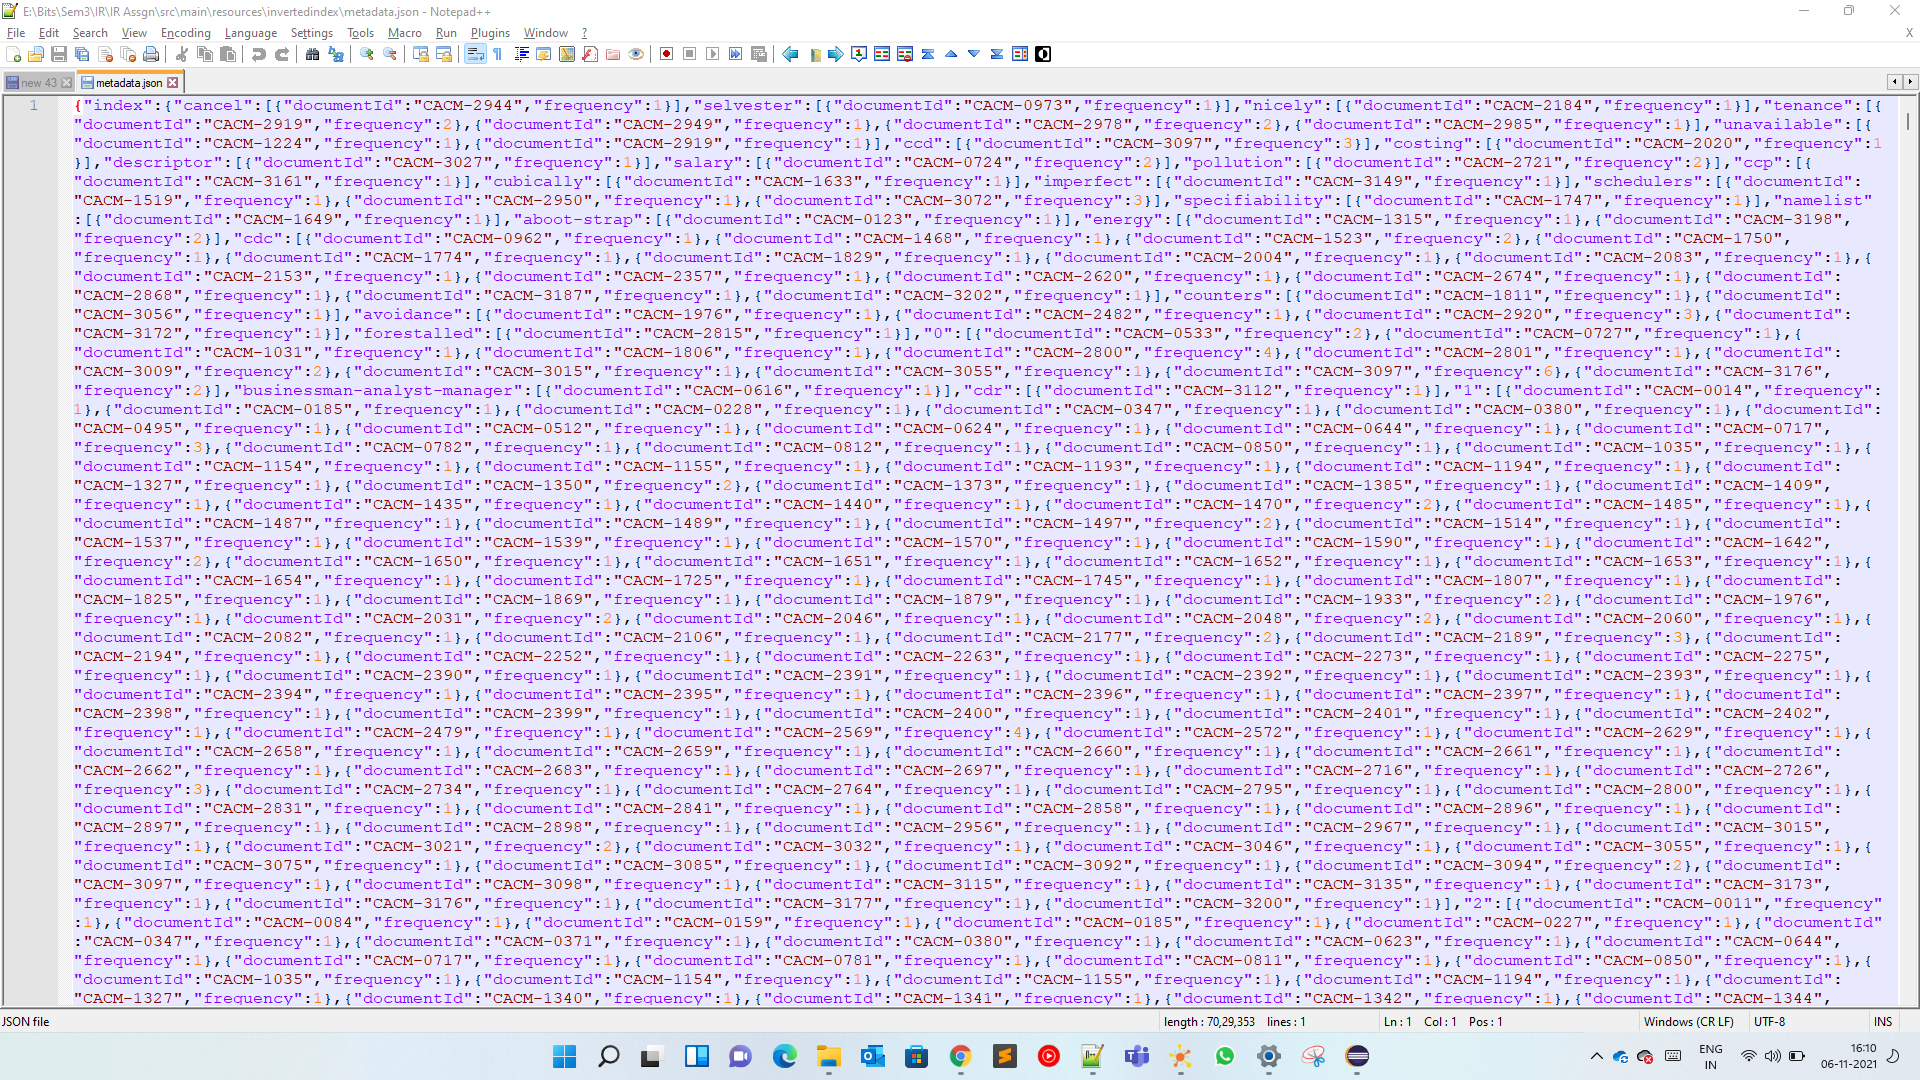 E:\Bits\Sem3\IR\IR Assgn\src\main\resources\invertedindex\metadata.json - Notepad++
File Edit Search View Encoding Language Settings Tools Macro Run Plugins Window ? X
new 43 metadata.json
1 {"index":{"cancel":[{"documentId":"CACM-2944","frequency":1}],"selvester":[{"documentId":"CACM-0973","frequency":1}],"nicely":[{"documentId":"CACM-2184","frequency":1}],"tenance":[{
"documentId":"CACM-2919","frequency":2},{"documentId":"CACM-2949","frequency":1},{"documentId":"CACM-2978","frequency":2},{"documentId":"CACM-2985","frequency":1}],"unavailable":[{
"documentId":"CACM-1224","frequency":1},{"documentId":"CACM-2919","frequency":1}],"ccd":[{"documentId":"CACM-3097","frequency":3}],"costing":[{"documentId":"CACM-2020","frequency":1
}],"descriptor":[{"documentId":"CACM-3027","frequency":1}],"salary":[{"documentId":"CACM-0724","frequency":2}],"pollution":[{"documentId":"CACM-2721","frequency":2}],"ccp":[{
"documentId":"CACM-3161","frequency":1}],"cubically":[{"documentId":"CACM-1633","frequency":1}],"imperfect":[{"documentId":"CACM-3149","frequency":1}],"schedulers":[{"documentId":
"CACM-1519","frequency":1},{"documentId":"CACM-2950","frequency":1},{"documentId":"CACM-3072","frequency":3}],"specifiability":[{"documentId":"CACM-1747","frequency":1}],"namelist"
:[{"documentId":"CACM-1649","frequency":1}],"aboot-strap":[{"documentId":"CACM-0123","frequency":1}],"energy":[{"documentId":"CACM-1315","frequency":1},{"documentId":"CACM-3198",
"frequency":2}],"cdc":[{"documentId":"CACM-0962","frequency":1},{"documentId":"CACM-1468","frequency":1},{"documentId":"CACM-1523","frequency":2},{"documentId":"CACM-1750",
"frequency":1},{"documentId":"CACM-1774","frequency":1},{"documentId":"CACM-1829","frequency":1},{"documentId":"CACM-2004","frequency":1},{"documentId":"CACM-2083","frequency":1},{
"documentId":"CACM-2153","frequency":1},{"documentId":"CACM-2357","frequency":1},{"documentId":"CACM-2620","frequency":1},{"documentId":"CACM-2674","frequency":1},{"documentId":
"CACM-2868","frequency":1},{"documentId":"CACM-3187","frequency":1},{"documentId":"CACM-3202","frequency":1}],"counters":[{"documentId":"CACM-1811","frequency":1},{"documentId":
"CACM-3056","frequency":1}],"avoidance":[{"documentId":"CACM-1976","frequency":1},{"documentId":"CACM-2482","frequency":1},{"documentId":"CACM-2920","frequency":3},{"documentId":
"CACM-3172","frequency":1}],"forestalled":[{"documentId":"CACM-2815","frequency":1}],"0":[{"documentId":"CACM-0533","frequency":2},{"documentId":"CACM-0727","frequency":1},{
"documentId":"CACM-1031","frequency":1},{"documentId":"CACM-1806","frequency":1},{"documentId":"CACM-2800","frequency":4},{"documentId":"CACM-2801","frequency":1},{"documentId":
"CACM-3009","frequency":2},{"documentId":"CACM-3015","frequency":1},{"documentId":"CACM-3055","frequency":1},{"documentId":"CACM-3097","frequency":6},{"documentId":"CACM-3176",
"frequency":2}],"businessman-analyst-manager":[{"documentId":"CACM-0616","frequency":1}],"cdr":[{"documentId":"CACM-3112","frequency":1}],"1":[{"documentId":"CACM-0014","frequency":
1},{"documentId":"CACM-0185","frequency":1},{"documentId":"CACM-0228","frequency":1},{"documentId":"CACM-0347","frequency":1},{"documentId":"CACM-0380","frequency":1},{"documentId":
"CACM-0495","frequency":1},{"documentId":"CACM-0512","frequency":1},{"documentId":"CACM-0624","frequency":1},{"documentId":"CACM-0644","frequency":1},{"documentId":"CACM-0717",
"frequency":3},{"documentId":"CACM-0782","frequency":1},{"documentId":"CACM-0812","frequency":1},{"documentId":"CACM-0850","frequency":1},{"documentId":"CACM-1035","frequency":1},{
"documentId":"CACM-1154","frequency":1},{"documentId":"CACM-1155","frequency":1},{"documentId":"CACM-1193","frequency":1},{"documentId":"CACM-1194","frequency":1},{"documentId":
"CACM-1327","frequency":1},{"documentId":"CACM-1350","frequency":2},{"documentId":"CACM-1373","frequency":1},{"documentId":"CACM-1385","frequency":1},{"documentId":"CACM-1409",
"frequency":1},{"documentId":"CACM-1435","frequency":1},{"documentId":"CACM-1440","frequency":1},{"documentId":"CACM-1470","frequency":2},{"documentId":"CACM-1485","frequency":1},{
"documentId":"CACM-1487","frequency":1},{"documentId":"CACM-1489","frequency":1},{"documentId":"CACM-1497","frequency":2},{"documentId":"CACM-1514","frequency":1},{"documentId":
"CACM-1537","frequency":1},{"documentId":"CACM-1539","frequency":1},{"documentId":"CACM-1570","frequency":1},{"documentId":"CACM-1590","frequency":1},{"documentId":"CACM-1642",
"frequency":2},{"documentId":"CACM-1650","frequency":1},{"documentId":"CACM-1651","frequency":1},{"documentId":"CACM-1652","frequency":1},{"documentId":"CACM-1653","frequency":1},{
"documentId":"CACM-1654","frequency":1},{"documentId":"CACM-1725","frequency":1},{"documentId":"CACM-1745","frequency":1},{"documentId":"CACM-1807","frequency":1},{"documentId":
"CACM-1825","frequency":1},{"documentId":"CACM-1869","frequency":1},{"documentId":"CACM-1879","frequency":1},{"documentId":"CACM-1933","frequency":2},{"documentId":"CACM-1976",
"frequency":1},{"documentId":"CACM-2031","frequency":2},{"documentId":"CACM-2046","frequency":1},{"documentId":"CACM-2048","frequency":2},{"documentId":"CACM-2060","frequency":1},{
"documentId":"CACM-2082","frequency":1},{"documentId":"CACM-2106","frequency":1},{"documentId":"CACM-2177","frequency":2},{"documentId":"CACM-2189","frequency":3},{"documentId":
"CACM-2194","frequency":1},{"documentId":"CACM-2252","frequency":1},{"documentId":"CACM-2263","frequency":1},{"documentId":"CACM-2273","frequency":1},{"documentId":"CACM-2275",
"frequency":1},{"documentId":"CACM-2390","frequency":1},{"documentId":"CACM-2391","frequency":1},{"documentId":"CACM-2392","frequency":1},{"documentId":"CACM-2393","frequency":1},{
"documentId":"CACM-2394","frequency":1},{"documentId":"CACM-2395","frequency":1},{"documentId":"CACM-2396","frequency":1},{"documentId":"CACM-2397","frequency":1},{"documentId":
"CACM-2398","frequency":1},{"documentId":"CACM-2399","frequency":1},{"documentId":"CACM-2400","frequency":1},{"documentId":"CACM-2401","frequency":1},{"documentId":"CACM-2402",
"frequency":1},{"documentId":"CACM-2479","frequency":1},{"documentId":"CACM-2569","frequency":4},{"documentId":"CACM-2572","frequency":1},{"documentId":"CACM-2629","frequency":1},{
"documentId":"CACM-2658","frequency":1},{"documentId":"CACM-2659","frequency":1},{"documentId":"CACM-2660","frequency":1},{"documentId":"CACM-2661","frequency":1},{"documentId":
"CACM-2662","frequency":1},{"documentId":"CACM-2683","frequency":1},{"documentId":"CACM-2697","frequency":1},{"documentId":"CACM-2716","frequency":1},{"documentId":"CACM-2726",
"frequency":3},{"documentId":"CACM-2734","frequency":1},{"documentId":"CACM-2764","frequency":1},{"documentId":"CACM-2795","frequency":1},{"documentId":"CACM-2800","frequency":1},{
"documentId":"CACM-2831","frequency":1},{"documentId":"CACM-2841","frequency":1},{"documentId":"CACM-2858","frequency":1},{"documentId":"CACM-2896","frequency":1},{"documentId":
"CACM-2897","frequency":1},{"documentId":"CACM-2898","frequency":1},{"documentId":"CACM-2956","frequency":1},{"documentId":"CACM-2967","frequency":1},{"documentId":"CACM-3015",
"frequency":1},{"documentId":"CACM-3021","frequency":2},{"documentId":"CACM-3032","frequency":1},{"documentId":"CACM-3046","frequency":1},{"documentId":"CACM-3055","frequency":1},{
"documentId":"CACM-3075","frequency":1},{"documentId":"CACM-3085","frequency":1},{"documentId":"CACM-3092","frequency":1},{"documentId":"CACM-3094","frequency":2},{"documentId":
"CACM-3097","frequency":1},{"documentId":"CACM-3098","frequency":1},{"documentId":"CACM-3115","frequency":1},{"documentId":"CACM-3135","frequency":1},{"documentId":"CACM-3173",
"frequency":1},{"documentId":"CACM-3176","frequency":1},{"documentId":"CACM-3177","frequency":1},{"documentId":"CACM-3200","frequency":1}],"2":[{"documentId":"CACM-0011","frequency"
:1},{"documentId":"CACM-0084","frequency":1},{"documentId":"CACM-0159","frequency":1},{"documentId":"CACM-0185","frequency":1},{"documentId":"CACM-0227","frequency":1},{"documentId"
:"CACM-0347","frequency":1},{"documentId":"CACM-0371","frequency":1},{"documentId":"CACM-0380","frequency":1},{"documentId":"CACM-0623","frequency":1},{"documentId":"CACM-0644",
"frequency":1},{"documentId":"CACM-0717","frequency":1},{"documentId":"CACM-0781","frequency":1},{"documentId":"CACM-0811","frequency":1},{"documentId":"CACM-0850","frequency":1},{
"documentId":"CACM-1035","frequency":1},{"documentId":"CACM-1154","frequency":1},{"documentId":"CACM-1155","frequency":1},{"documentId":"CACM-1194","frequency":1},{"documentId":
"CACM-1327","frequency":1},{"documentId":"CACM-1340","frequency":1},{"documentId":"CACM-1341","frequency":1},{"documentId":"CACM-1342","frequency":1},{"documentId":"CACM-1344",
JSON file length : 70,29,353 lines : 1 Ln : 1 Col : 1 Pos : 1 Windows (CR LF) UTF-8 INS
ENG
IN
16:10
06-11-2021